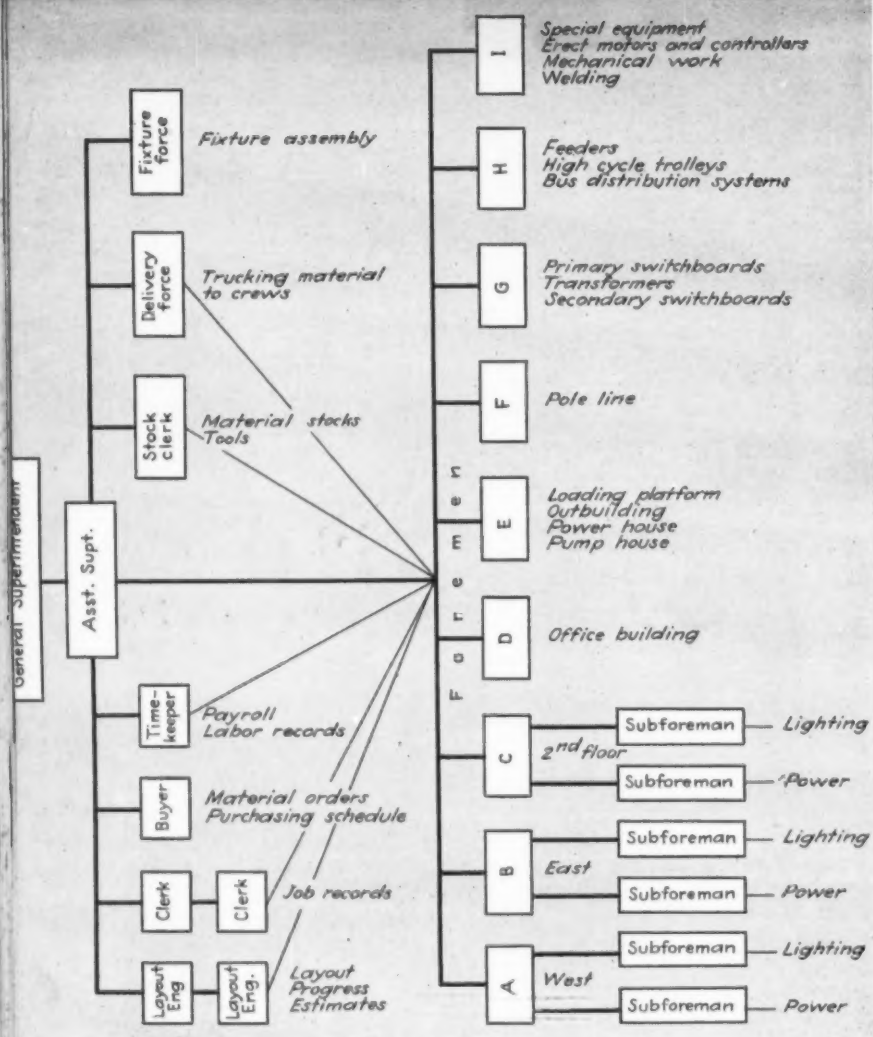 General Superintendent
Asst. Supt.
Fixture
force
Fixture assembly
Delivery
force
Trucking material
to crews
Stock
clerk
Material stocks
Tools
Time-
keeper
Payroll
Labor records
Buyer
Material orders
Purchasing schedule
Clerk
Clerk
Job records
Layout
Eng
Layout
Eng.
Layout
Progress
Estimates
Foremen
I
Special equipment
Erect motors and controllers
Mechanical work
Welding
H
Feeders
High cycle trolleys
Bus distribution systems
G
Primary switchboards
Transformers
Secondary switchboards
F
Pole line
E
Loading platform
Outbuilding
Power house
Pump house
D
Office building
C
2nd floor
Subforeman
Lighting
Subforeman
Power
B
East
Subforeman
Lighting
Subforeman
Power
A
West
Subforeman
Lighting
Subforeman
Power